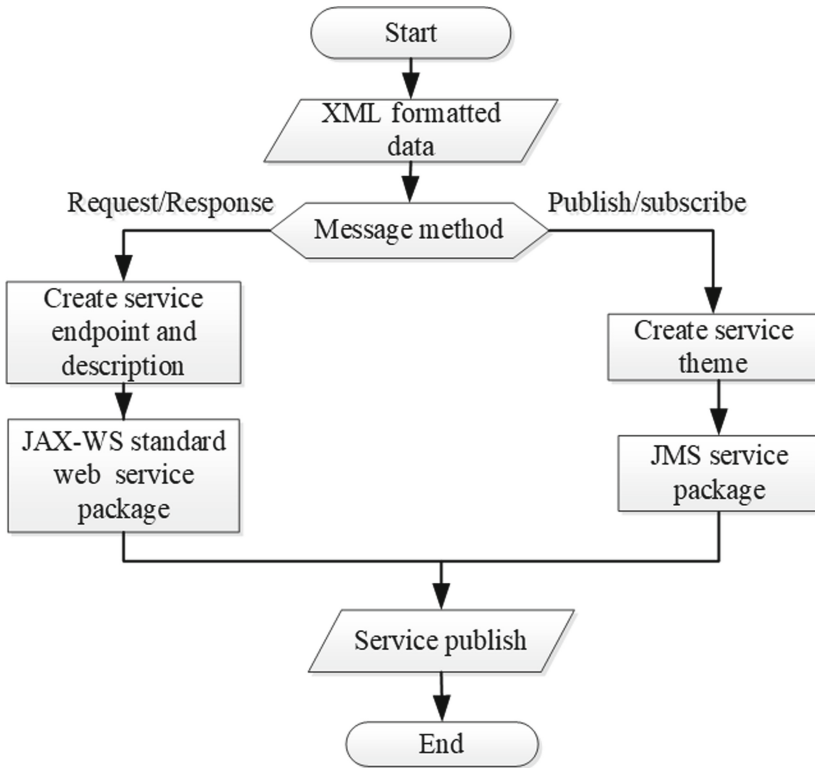 Start
XML formatted
data
Request/Response
Publish/subscribe
Message method
Create service
endpoint and
description
Create service
theme
JAX-WS standard
web service
package
JMS service
package
Service publish
End